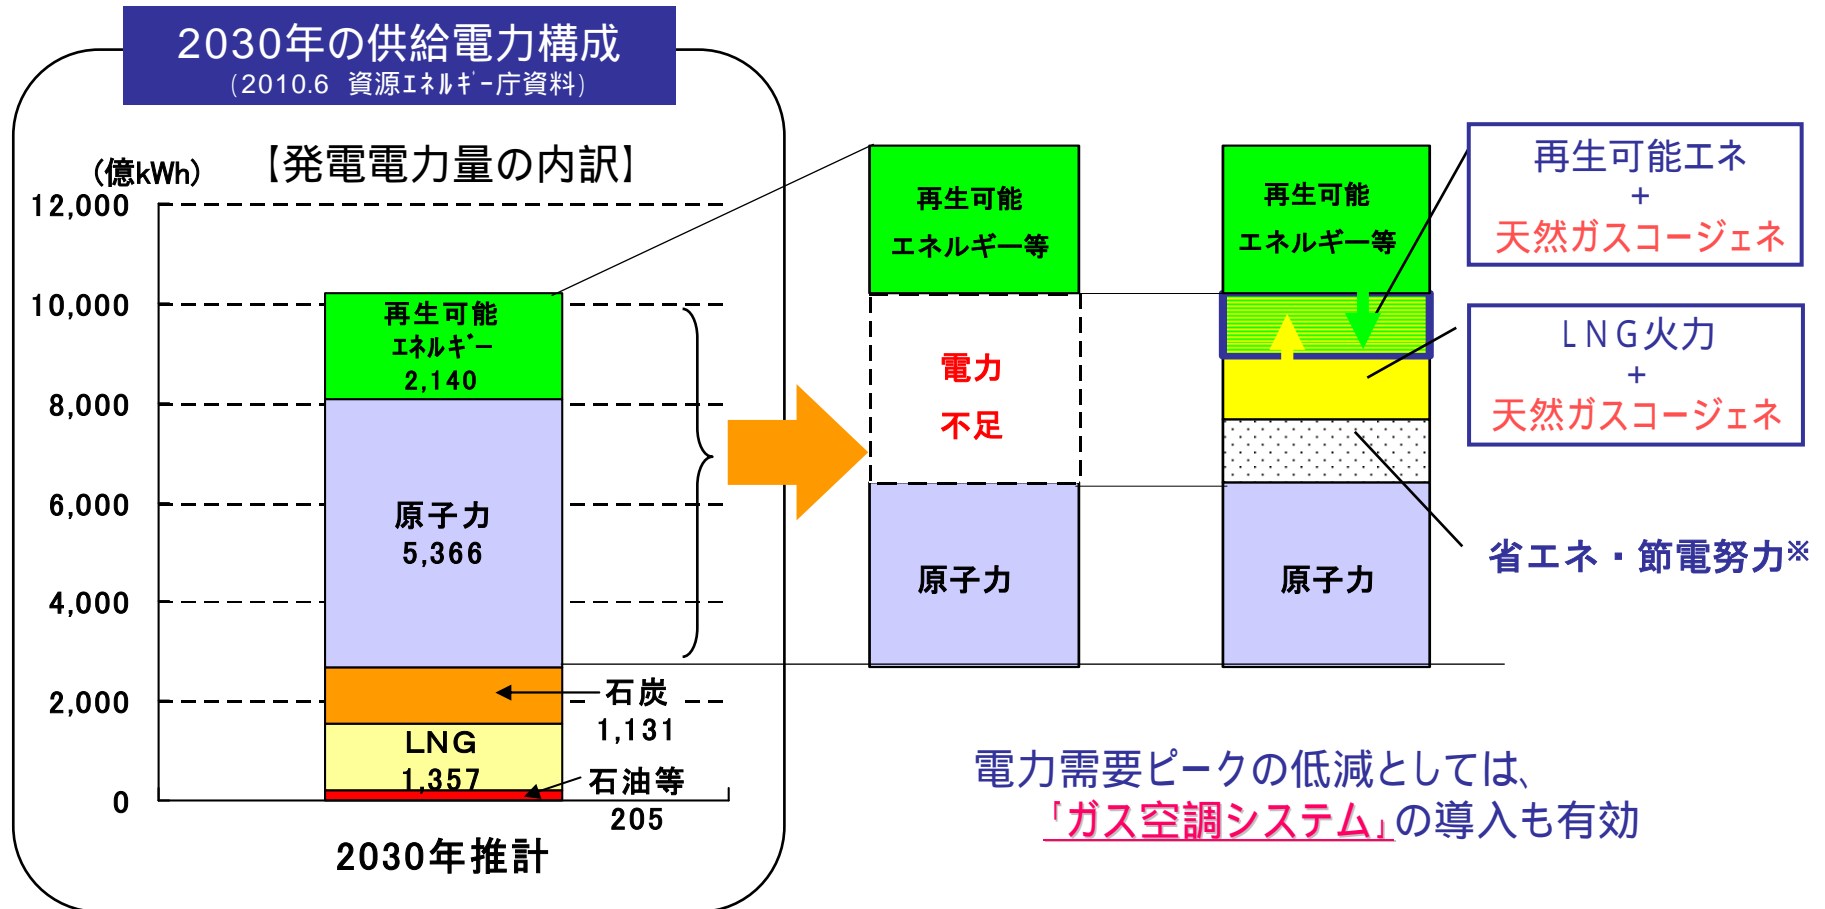 2030年の供給電力構成
(2010.6 資源ｴﾈﾙｷﾞｰ庁資料)
(億kWh)
【発電電力量の内訳】
12,000
10,000
8,000
6,000
4,000
2,000
0
再生可能
ｴﾈﾙｷﾞｰ
2,140
原子力
5,366
石炭
1,131
LNG
1,357
石油等
205
2030年推計
再生可能
エネルギー等
電力
不足
原子力
再生可能
エネルギー等
原子力
再生可能エネ
+
天然ガスコージェネ
LNG火力
+
天然ガスコージェネ
省エネ・節電努力※
電力需要ピークの低減としては、
「ガス空調システム」の導入も有効